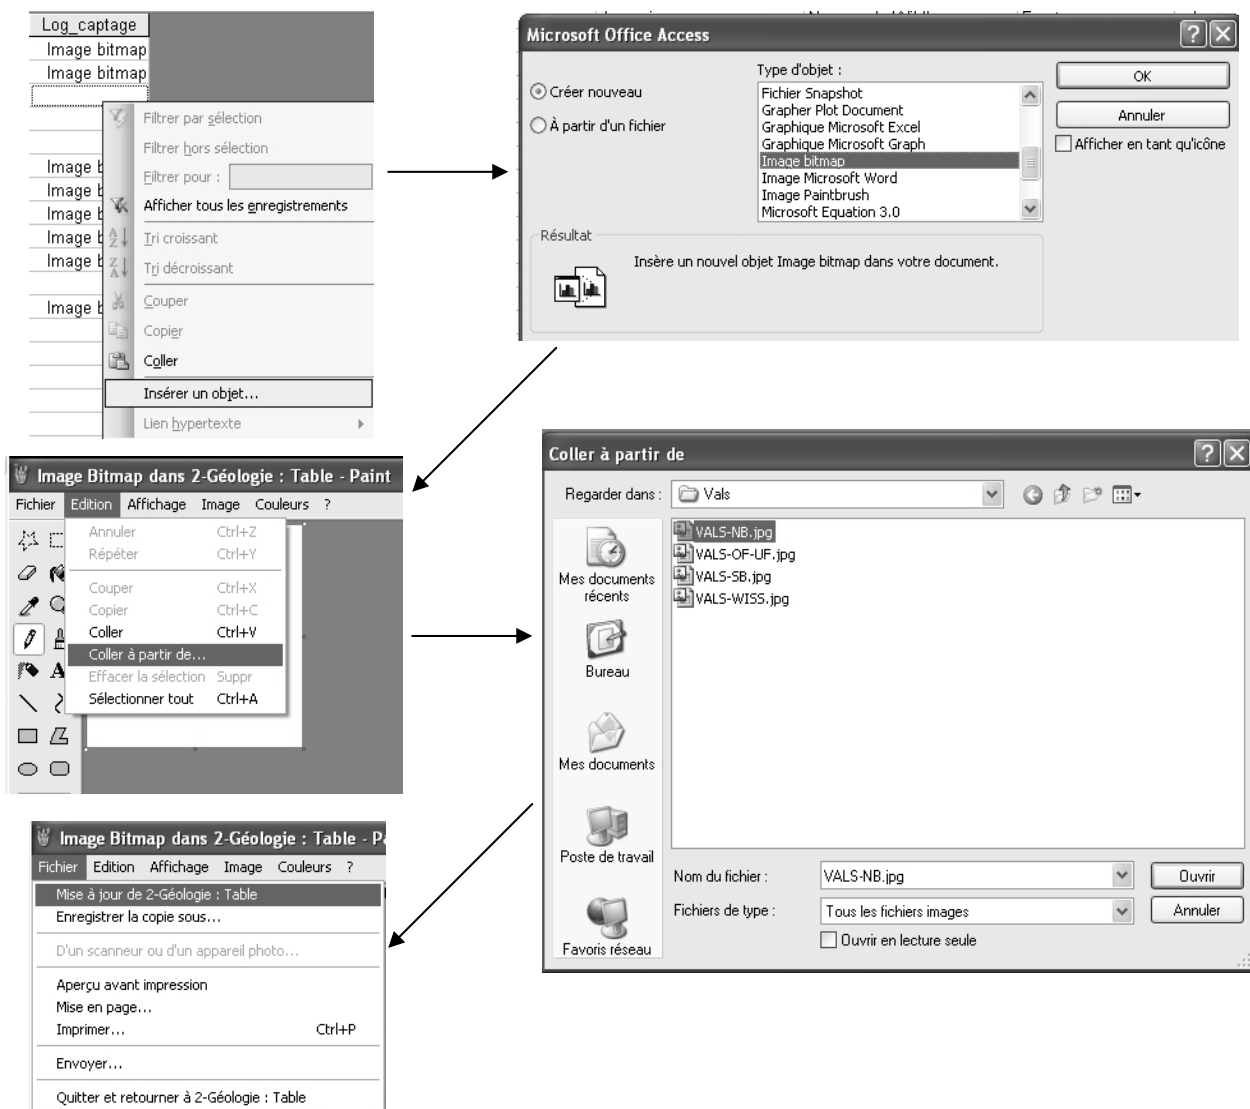 Log_captage
Image bitmap
Image bitmap
Filtrer par sélection
Filtrer hors sélection
Image b
Filtrer pour :
Image b
Afficher tous les enregistrements
Image b
Image b
Tri croissant
Image b
Tri décroissant
Couper
Image b
Copier
Coller
Insérer un objet...
Lien hypertexte
Microsoft Office Access
Créer nouveau
À partir d'un fichier
Type d'objet :
Fichier Snapshot
Grapher Plot Document
Graphique Microsoft Excel
Graphique Microsoft Graph
Image bitmap
Image Microsoft Word
Image Paintbrush
Microsoft Equation 3.0
OK
Annuler
Afficher en tant qu'icône
Résultat
Insère un nouvel objet Image bitmap dans votre document.
Image Bitmap dans 2-Géologie : Table - Paint
Fichier Edition Affichage Image Couleurs ?
Annuler Ctrl+Z
Répéter Ctrl+Y
Couper Ctrl+X
Copier Ctrl+C
Coller Ctrl+V
Coller à partir de...
Effacer la sélection Suppr
Sélectionner tout Ctrl+A
Coller à partir de
Regarder dans : Vals
VALS-NB.jpg
VALS-OF-UF.jpg
VALS-SB.jpg
VALS-WISS.jpg
Mes documents
récents
Bureau
Mes documents
Poste de travail
Favoris réseau
Nom du fichier : VALS-NB.jpg Ouvrir
Fichiers de type : Tous les fichiers images Annuler
Ouvrir en lecture seule
Image Bitmap dans 2-Géologie : Table - Pa
Fichier Edition Affichage Image Couleurs ?
Mise à jour de 2-Géologie : Table
Enregistrer la copie sous...
D'un scanneur ou d'un appareil photo...
Aperçu avant impression
Mise en page...
Imprimer... Ctrl+P
Envoyer...
Quitter et retourner à 2-Géologie : Table